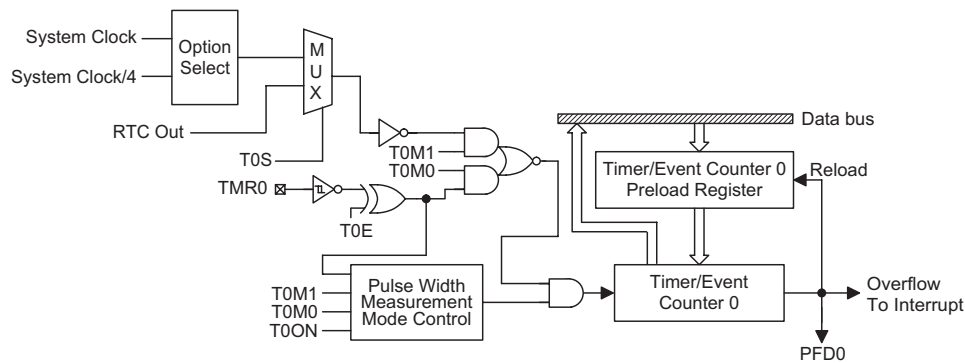 System Clock
System Clock/4
Option
Select
M
U
X
RTC Out
T0S
T0M1
T0M0
TMR0
T0E
Data bus
Timer/Event Counter 0
Preload Register
Reload
T0M1
T0M0
T0ON
Pulse Width
Measurement
Mode Control
Timer/Event
Counter 0
Overflow
To Interrupt
PFD0